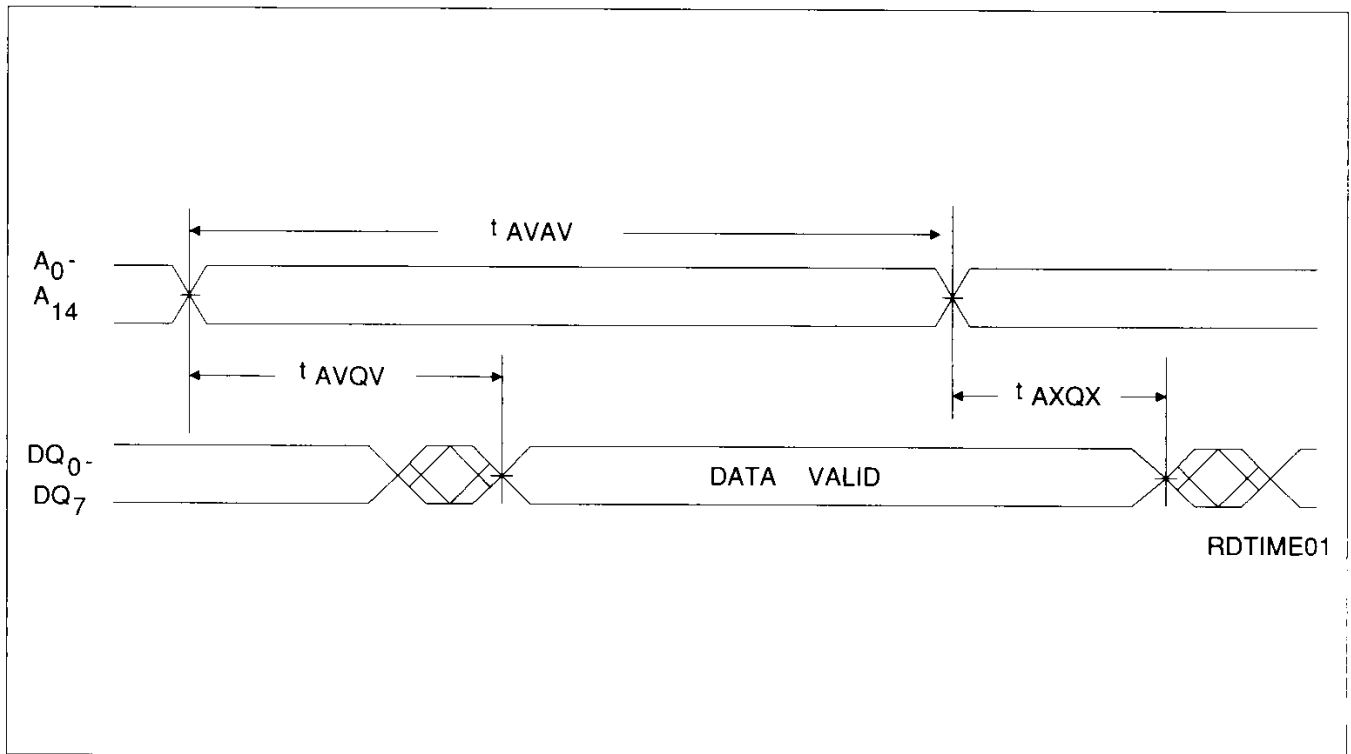 t AVAV
A0-
A14
t AVQV
t AXQX
DQ0-
DQ7
DATA VALID
RDTIME01